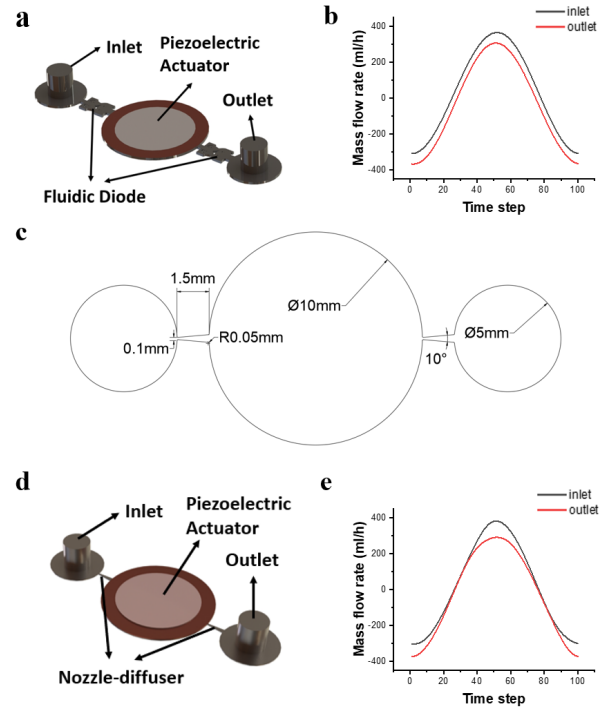 a
Inlet
Piezoelectric
Actuator
Outlet
Fluidic Diode
b
inlet
outlet
Mass flow rate (ml/h)
400
200
0
-200
-400
0 20 40 60 80 100
Time step
c
1.5mm
Ø10mm
0.1mm
R0.05mm
10°
Ø5mm
d
Inlet
Piezoelectric
Actuator
Outlet
Nozzle-diffuser
e
inlet
outlet
Mass flow rate (ml/h)
400
200
0
-200
-400
0 20 40 60 80 100
Time step